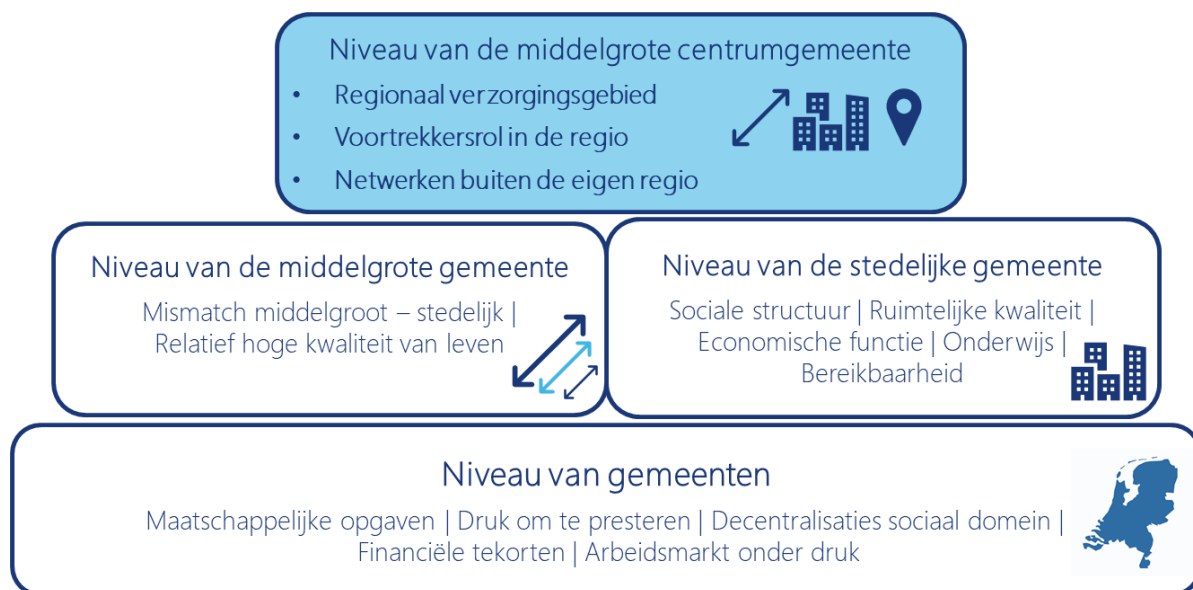 Niveau van de middelgrote centrumgemeente
• Regionaal verzorgingsgebied
• Voortrekkersrol in de regio
• Netwerken buiten de eigen regio
Niveau van de middelgrote gemeente
Mismatch middelgroot – stedelijk |
Relatief hoge kwaliteit van leven
Niveau van de stedelijke gemeente
Sociale structuur | Ruimtelijke kwaliteit |
Economische functie | Onderwijs |
Bereikbaarheid
Niveau van gemeenten
Maatschappelijke opgaven | Druk om te presteren | Decentralisaties sociaal domein |
Financiële tekorten | Arbeidsmarkt onder druk